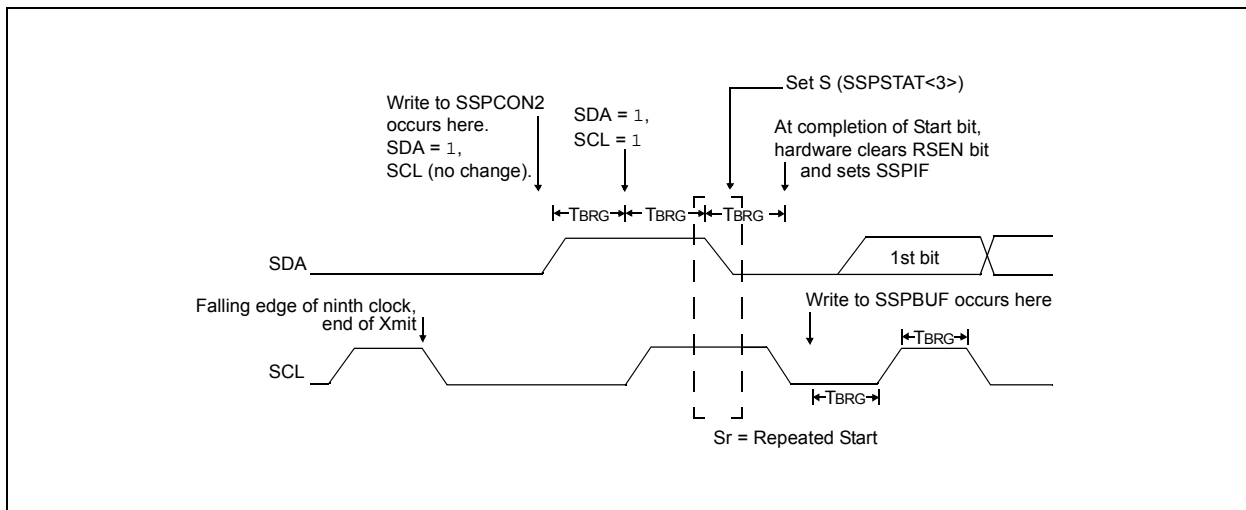 Set S (SSPSTAT<3>)
Write to SSPCON2
occurs here.
SDA = 1,
SCL (no change).
SDA = 1,
SCL = 1
At completion of Start bit,
hardware clears RSEN bit
and sets SSPIF
TBRG
TBRG
TBRG
SDA
1st bit
Falling edge of ninth clock,
end of Xmit
Write to SSPBUF occurs here
TBRG
SCL
TBRG
Sr = Repeated Start